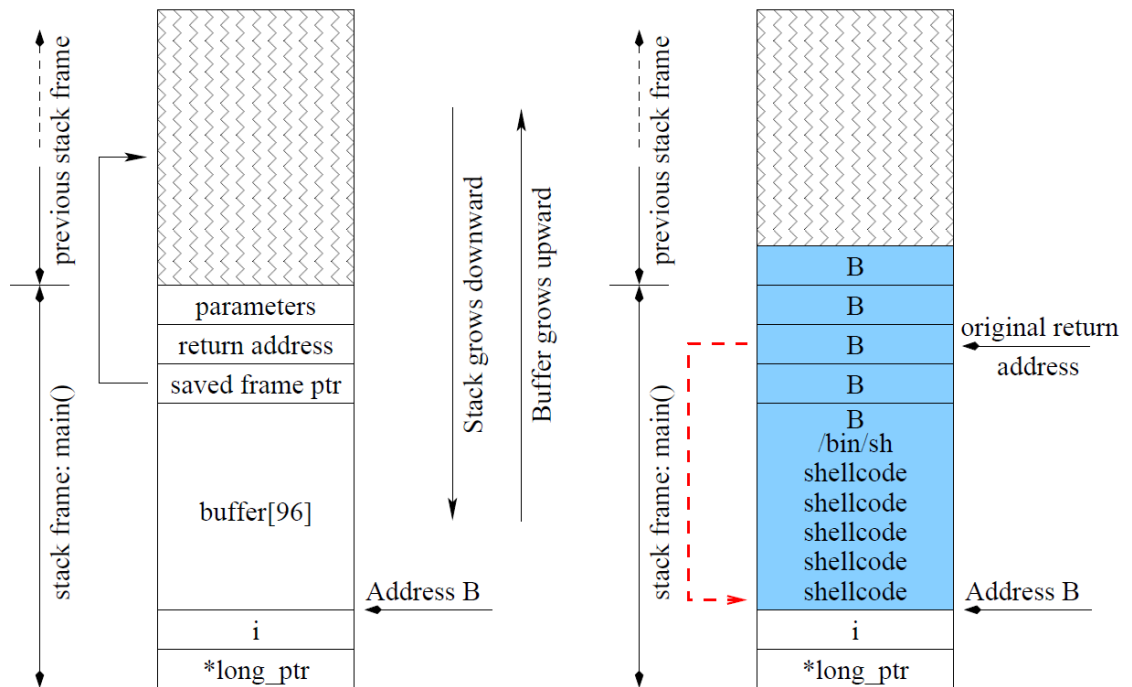 previous stack frame
stack frame: main()
parameters
return address
saved frame ptr
buffer[96]
i
*long_ptr
Address B
Stack grows downward
Buffer grows upward
previous stack frame
stack frame: main()
B
B
B
B
B
/bin/sh
shellcode
shellcode
shellcode
shellcode
shellcode
i
*long_ptr
original return
address
Address B